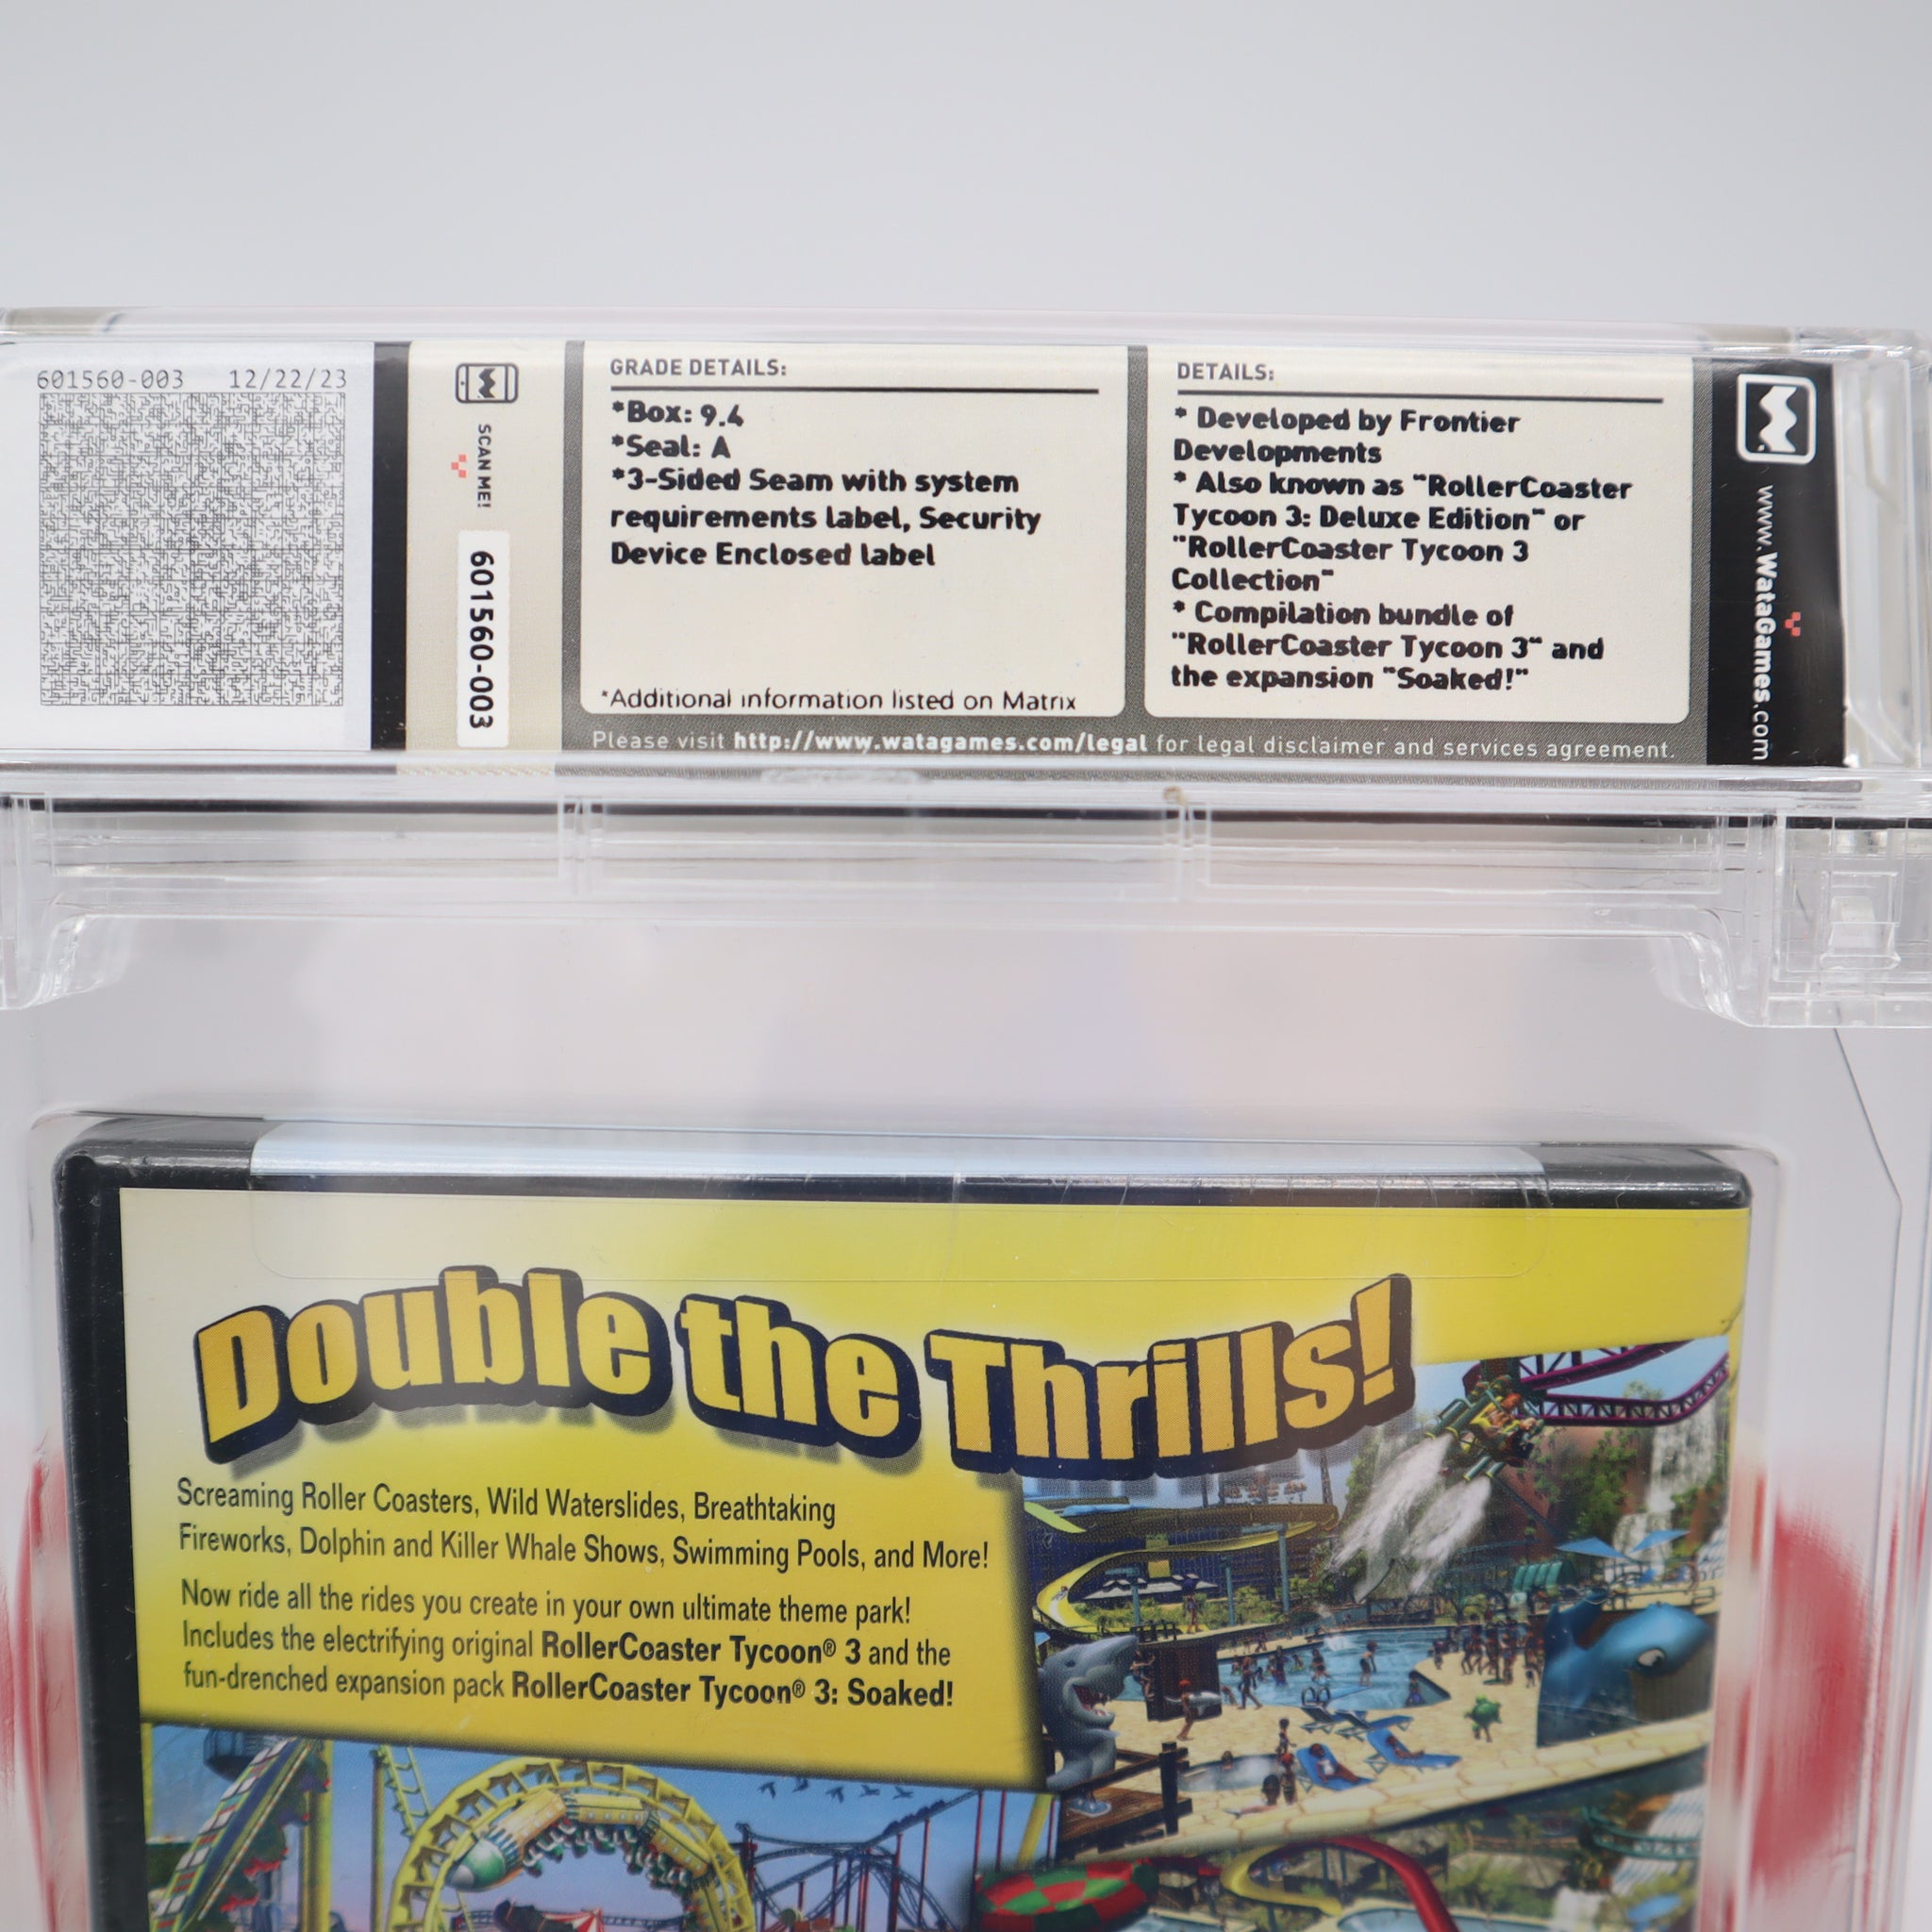 601560-003 12/22/23
SCAN ME!
601560-003
GRADE DETAILS:
*Box: 9.4
*Seal: A
*3-Sided Seam with system
requirements label, Security
Device Enclosed label
*Additional information listed on Matrix
DETAILS:
* Developed by Frontier
Developments
* Also known as "RollerCoaster
Tycoon 3: Deluxe Edition" or
"RollerCoaster Tycoon 3
Collection"
* Compilation bundle of
"RollerCoaster Tycoon 3" and
the expansion "Soaked!"
Please visit http://www.watagames.com/legal for legal disclaimer and services agreement.
www.WataGames.com
Double the Thrills!
Screaming Roller Coasters, Wild Waterslides, Breathtaking
Fireworks, Dolphin and Killer Whale Shows, Swimming Pools, and More!
Now ride all the rides you create in your own ultimate theme park!
Includes the electrifying original RollerCoaster Tycoon® 3 and the
fun-drenched expansion pack RollerCoaster Tycoon® 3: Soaked!